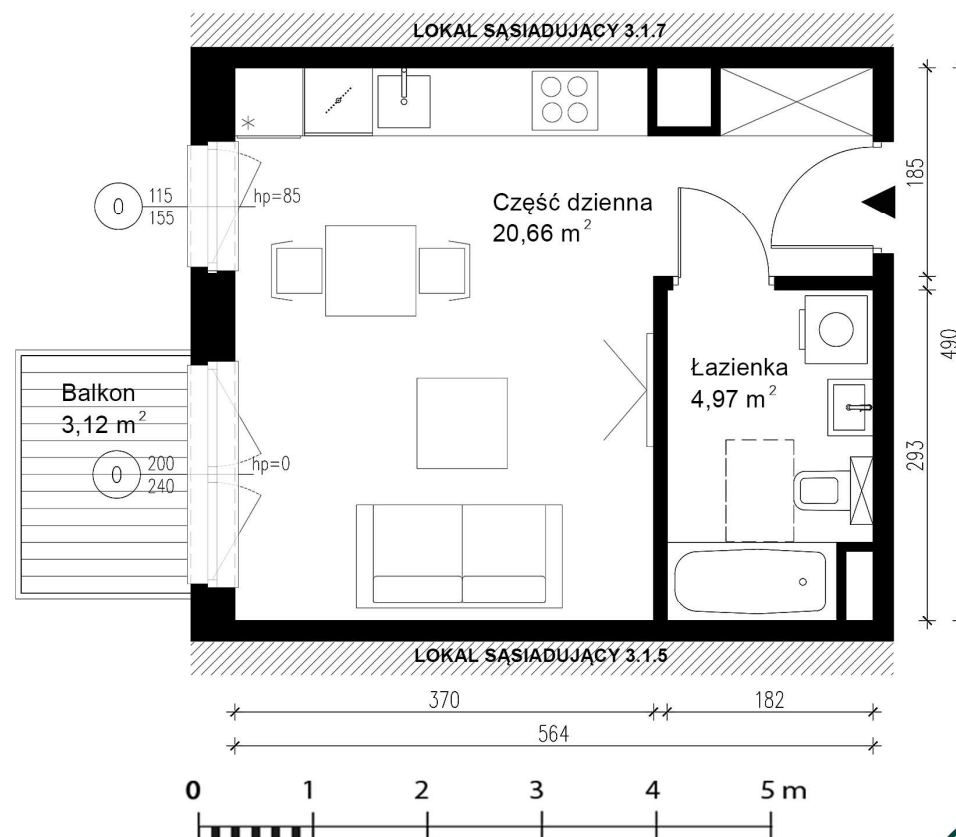 LOKAL SĄSIADUJĄCY 3.1.7
115
155
0
hp=85
Część dzienna
20,66 m²
185
490
Łazienka
4,97 m²
Balkon
3,12 m²
0
200
240
hp=0
293
LOKAL SĄSIADUJĄCY 3.1.5
370
182
564
0 1 2 3 4 5 m